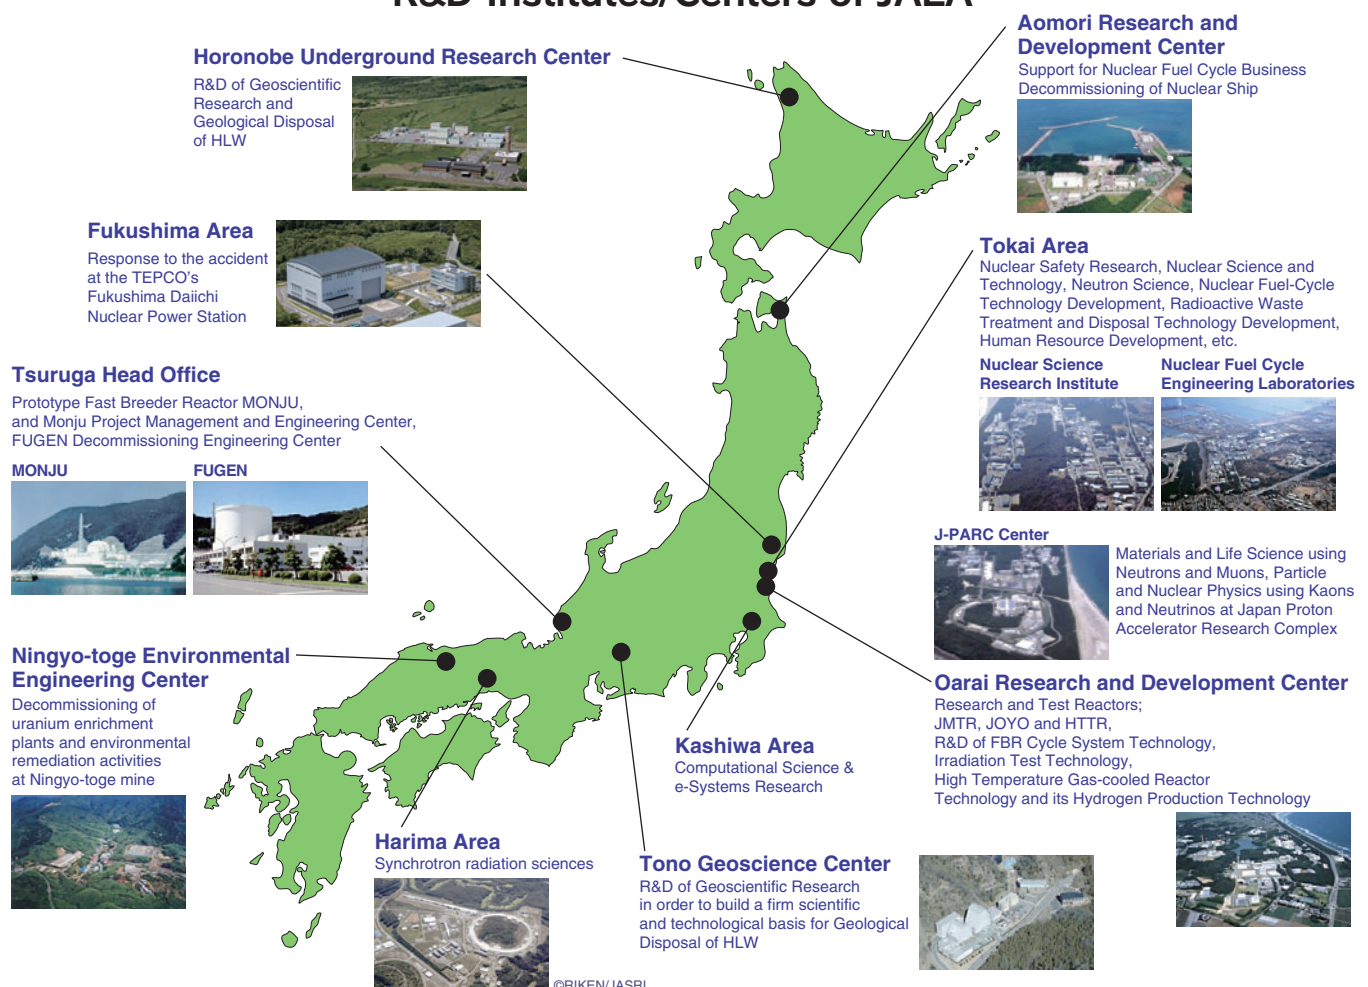 R&D Institutes/Centers of JAEA
Horonobe Underground Research Center
R&D of Geoscientific
Research and
Geological Disposal
of HLW
Aomori Research and
Development Center
Support for Nuclear Fuel Cycle Business
Decommissioning of Nuclear Ship
Fukushima Area
Response to the accident
at the TEPCO's
Fukushima Daiichi
Nuclear Power Station
Tokai Area
Nuclear Safety Research, Nuclear Science and
Technology, Neutron Science, Nuclear Fuel-Cycle
Technology Development, Radioactive Waste
Treatment and Disposal Technology Development,
Human Resource Development, etc.
Nuclear Science
Research Institute
Nuclear Fuel Cycle
Engineering Laboratories
Tsuruga Head Office
Prototype Fast Breeder Reactor MONJU,
and Monju Project Management and Engineering Center,
FUGEN Decommissioning Engineering Center
MONJU
FUGEN
J-PARC Center
Materials and Life Science using
Neutrons and Muons, Particle
and Nuclear Physics using Kaons
and Neutrinos at Japan Proton
Accelerator Research Complex
Ningyo-toge Environmental
Engineering Center
Decommissioning of
uranium enrichment
plants and environmental
remediation activities
at Ningyo-toge mine
Oarai Research and Development Center
Research and Test Reactors;
JMTR, JOYO and HTTR,
R&D of FBR Cycle System Technology,
Irradiation Test Technology,
High Temperature Gas-cooled Reactor
Technology and its Hydrogen Production Technology
Kashiwa Area
Computational Science &
e-Systems Research
Harima Area
Synchrotron radiation sciences
Tono Geoscience Center
R&D of Geoscientific Research
in order to build a firm scientific
and technological basis for Geological
Disposal of HLW
©RIKEN/JASRI